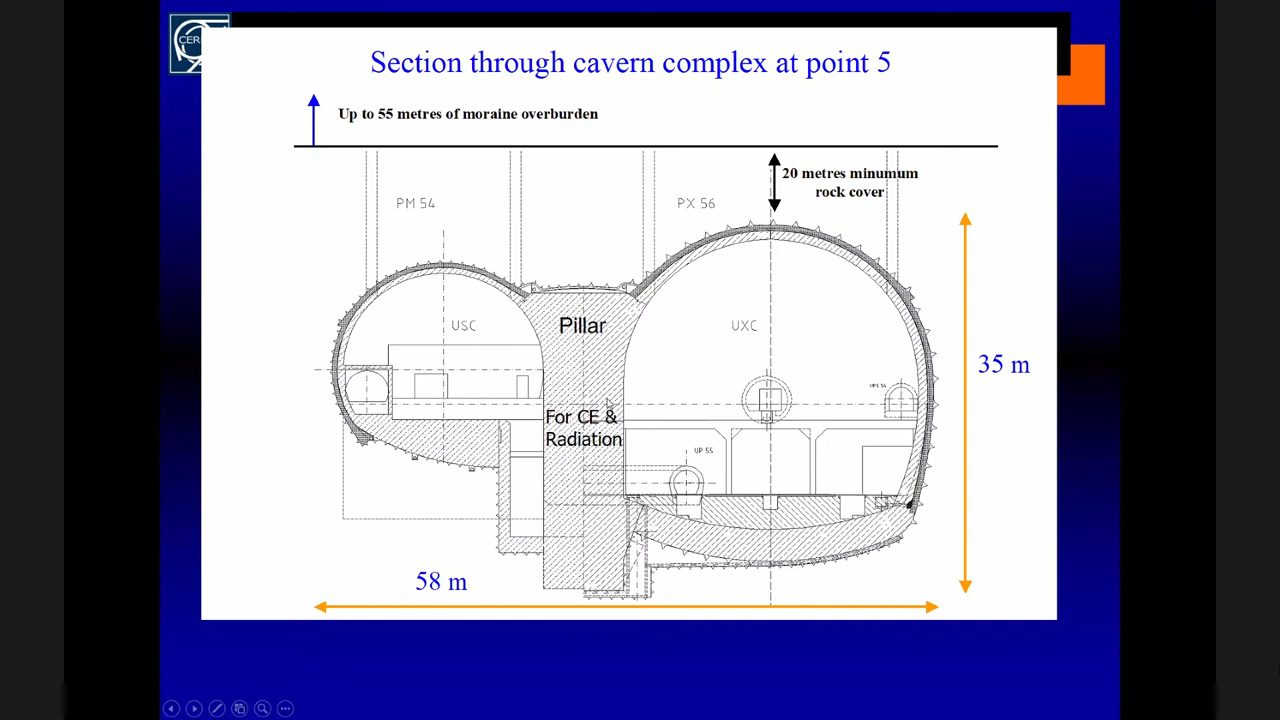 CER
Section through cavern complex at point 5
Up to 55 metres of moraine overburden
20 metres minumum
rock cover
PM 54
PX 56
USC
Pillar
UXC
35 m
For CE &
Radiation
UP 55
58 m